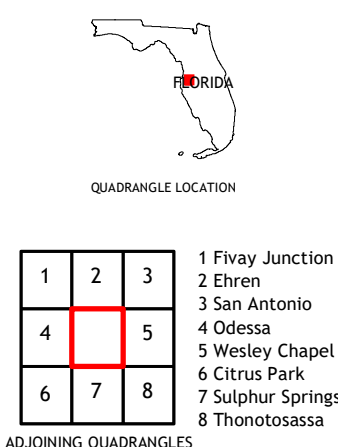 FLORIDA
QUADRANGLE LOCATION
1 2 3
4 5
6 7 8
1 Fivay Junction
2 Ehren
3 San Antonio
4 Odessa
5 Wesley Chapel
6 Citrus Park
7 Sulphur Springs
8 Thonotosassa
ADJOINING QUADRANGLES